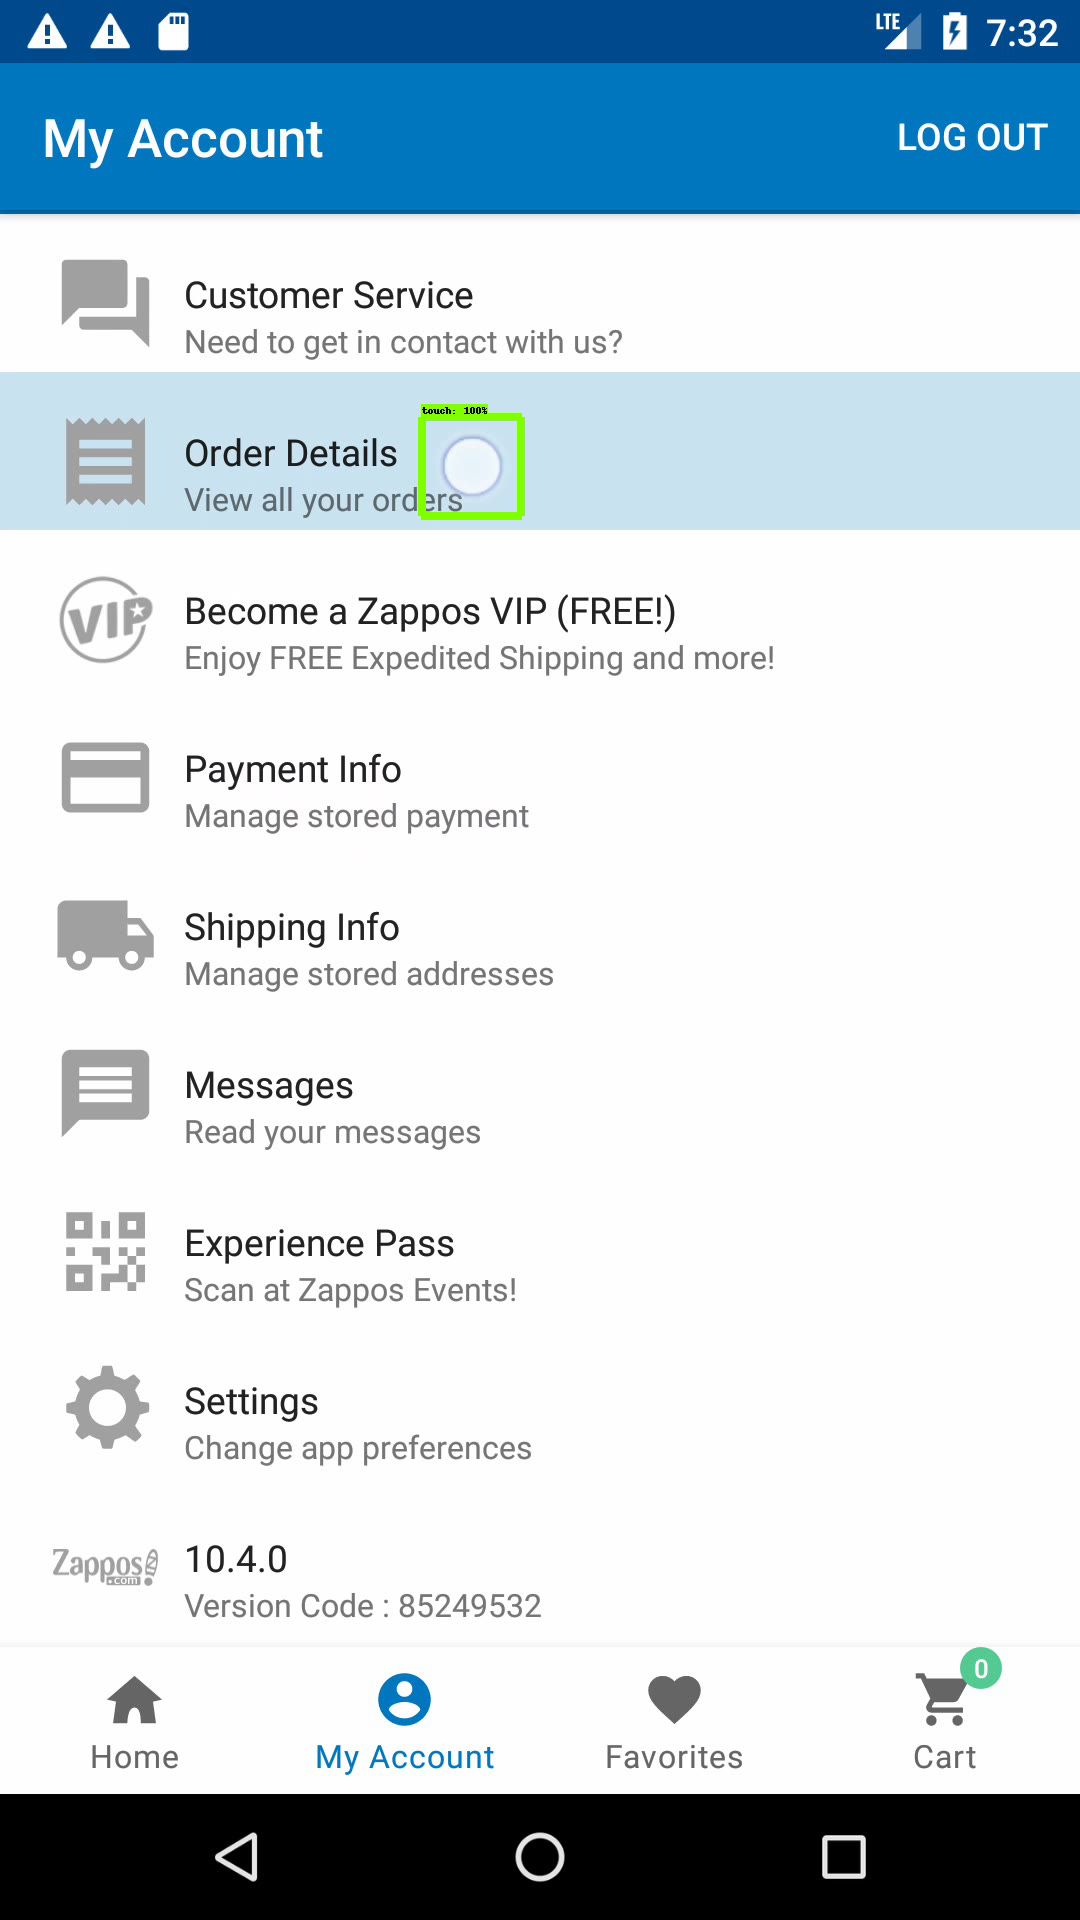 LTE 7:32
My Account LOG OUT
Customer Service
Need to get in contact with us?
touch: 100%
Order Details
View all your orders
VIP
Become a Zappos VIP (FREE!)
Enjoy FREE Expedited Shipping and more!
Payment Info
Manage stored payment
Shipping Info
Manage stored addresses
Messages
Read your messages
Experience Pass
Scan at Zappos Events!
Settings
Change app preferences
Zappos
.com
10.4.0
Version Code : 85249532
0
Home My Account Favorites Cart